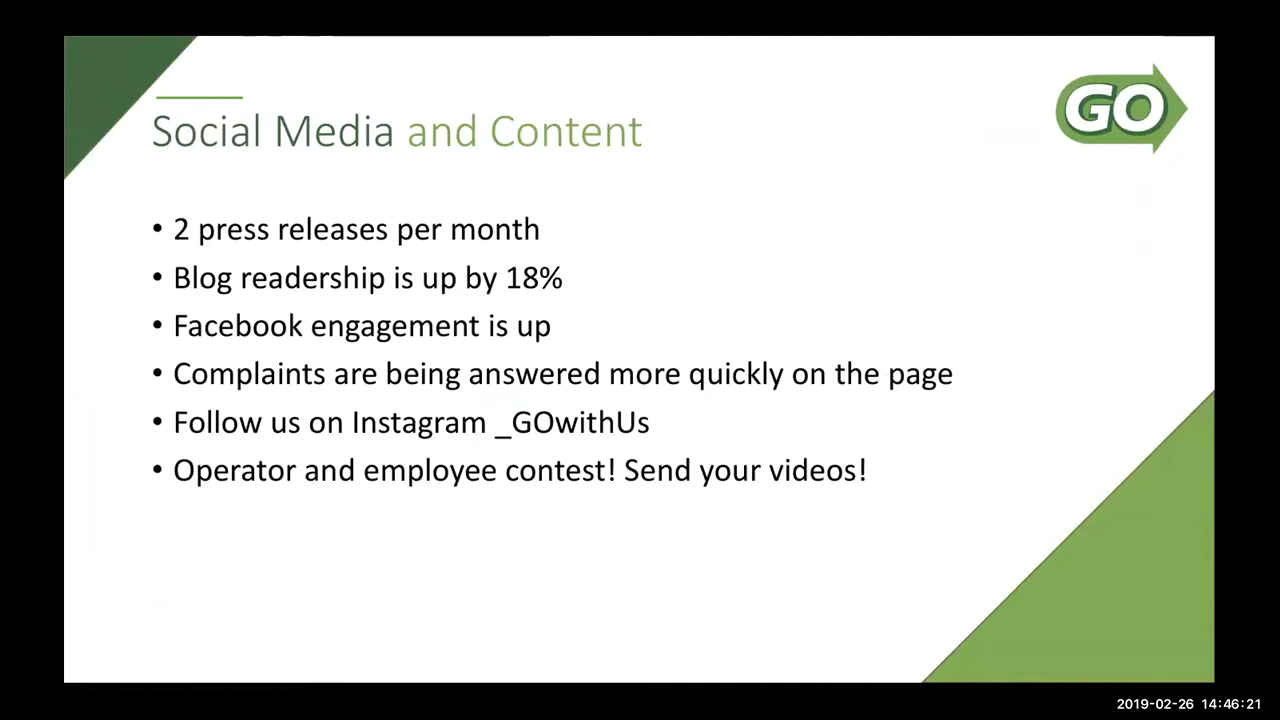 GO
Social Media and Content
• 2 press releases per month
• Blog readership is up by 18%
• Facebook engagement is up
• Complaints are being answered more quickly on the page
• Follow us on Instagram _GOwithUs
• Operator and employee contest! Send your videos!
2019-02-26 14:46:21